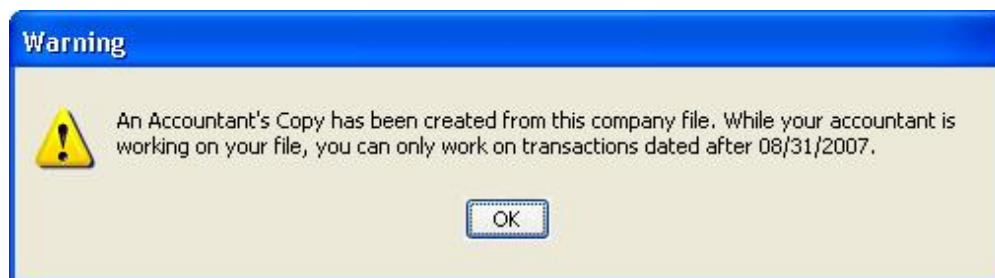 Warning
An Accountant's Copy has been created from this company file. While your accountant is
working on your file, you can only work on transactions dated after 08/31/2007.
OK